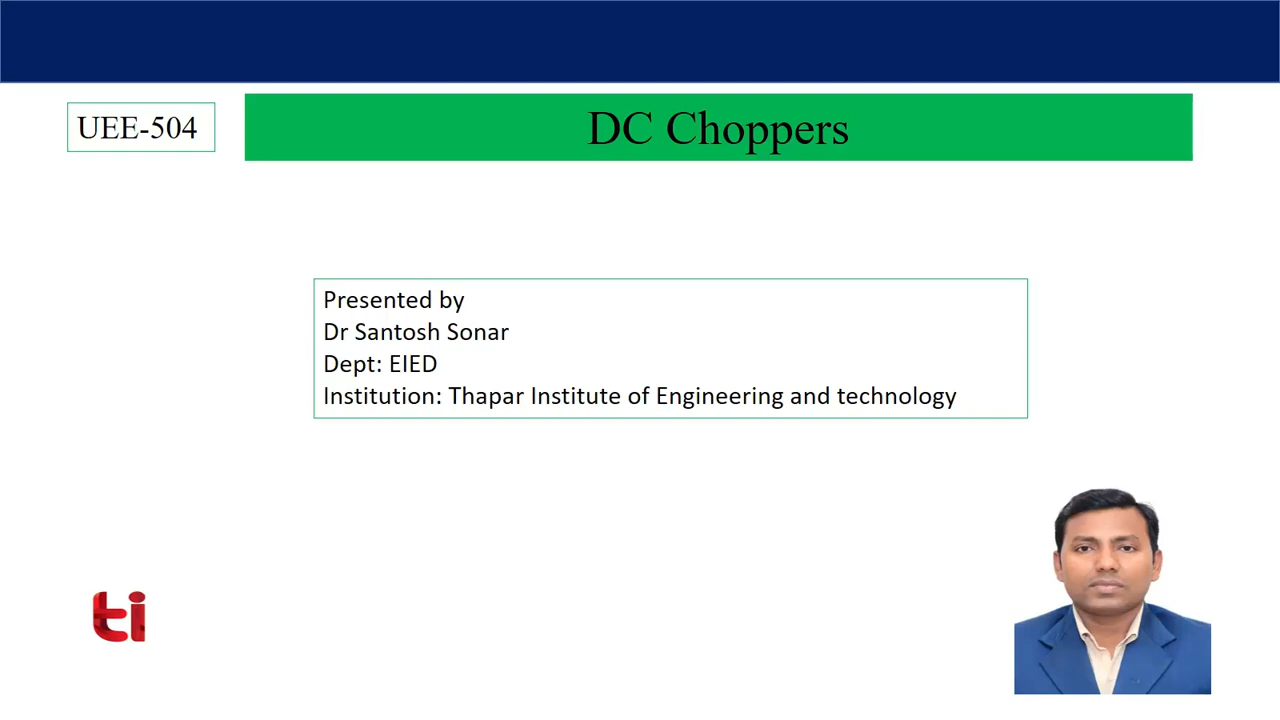 UEE-504
DC Choppers
Presented by
Dr Santosh Sonar
Dept: EIED
Institution: Thapar Institute of Engineering and technology
ti